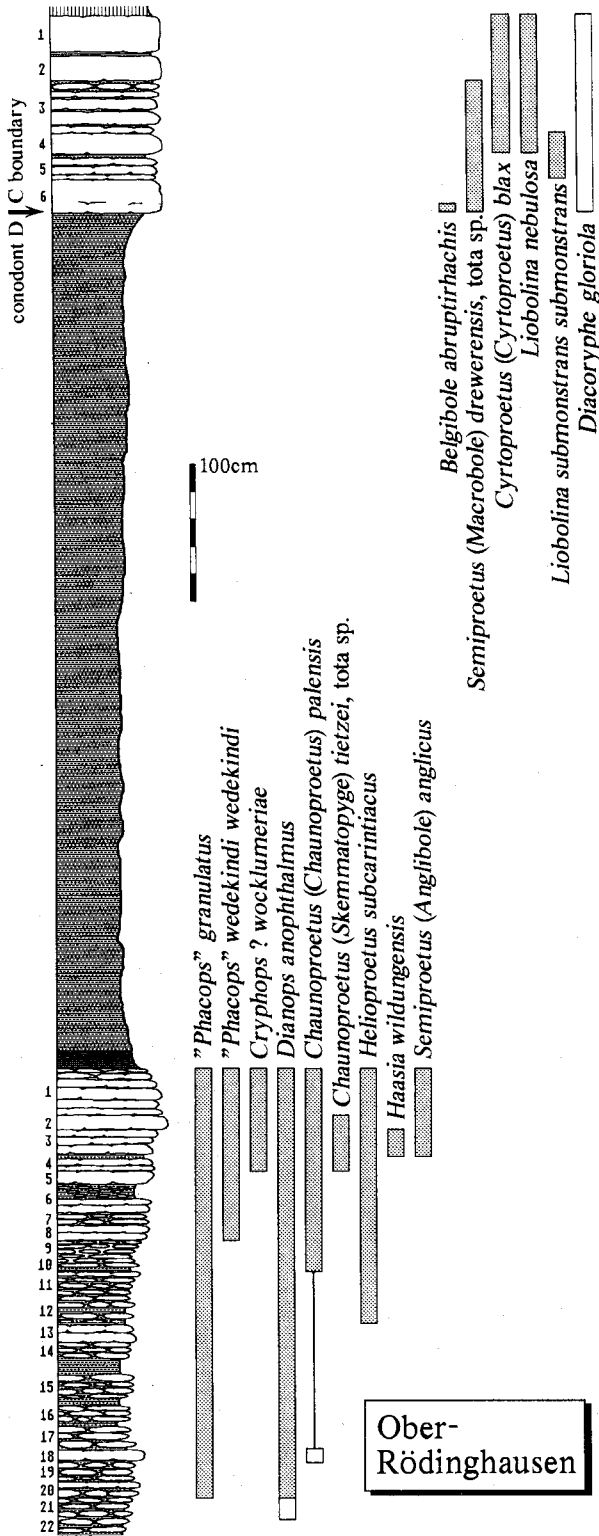 1
2
3
4
5
6
conodont D C boundary
Belgibole abruptirhachis
Semiproetus (Macrobole) drewerensis, tota sp.
Cyrtoproetus (Cyrtoproetus) blax
Liobolina nebulosa
Liobolina submonstrans submonstrans
Diacoryphe gloriola
100cm
"Phacops" granulatus
"Phacops" wedekindi wedekindi
Cryphops ? wocklumeriae
Dianops anophthalmus
Chaunoproetus (Chaunoproetus) palensis
Chaunoproetus (Skemmatopyge) tietzei, tota sp.
Helioproetus subcarintiacus
Haasia wildungensis
Semiproetus (Anglibole) anglicus
1
2
3
4
5
6
7
8
9
10
11
12
13
14
15
16
17
18
19
20
21
22
Ober-
Rödinghausen